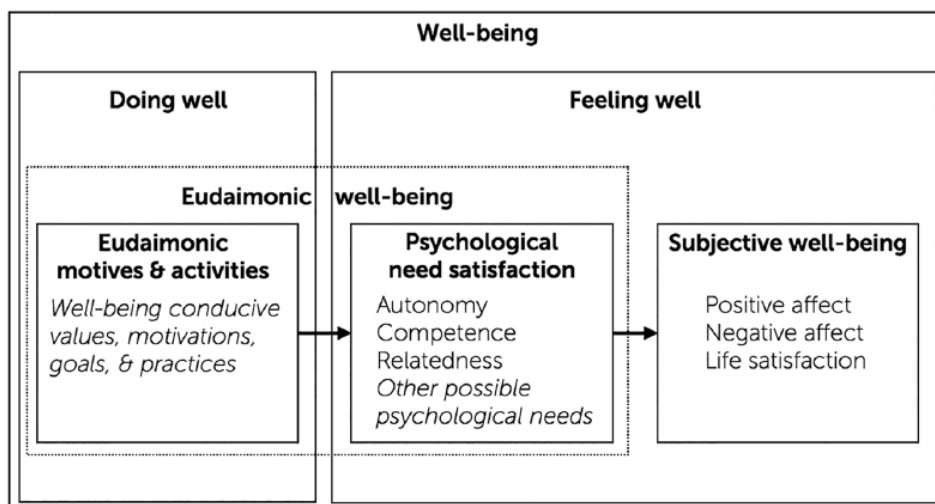 Well-being
Doing well
Feeling well
Eudaimonic well-being
Eudaimonic
motives & activities
Well-being conducive
values, motivations,
goals, & practices
Psychological
need satisfaction
Autonomy
Competence
Relatedness
Other possible
psychological needs
Subjective well-being
Positive affect
Negative affect
Life satisfaction